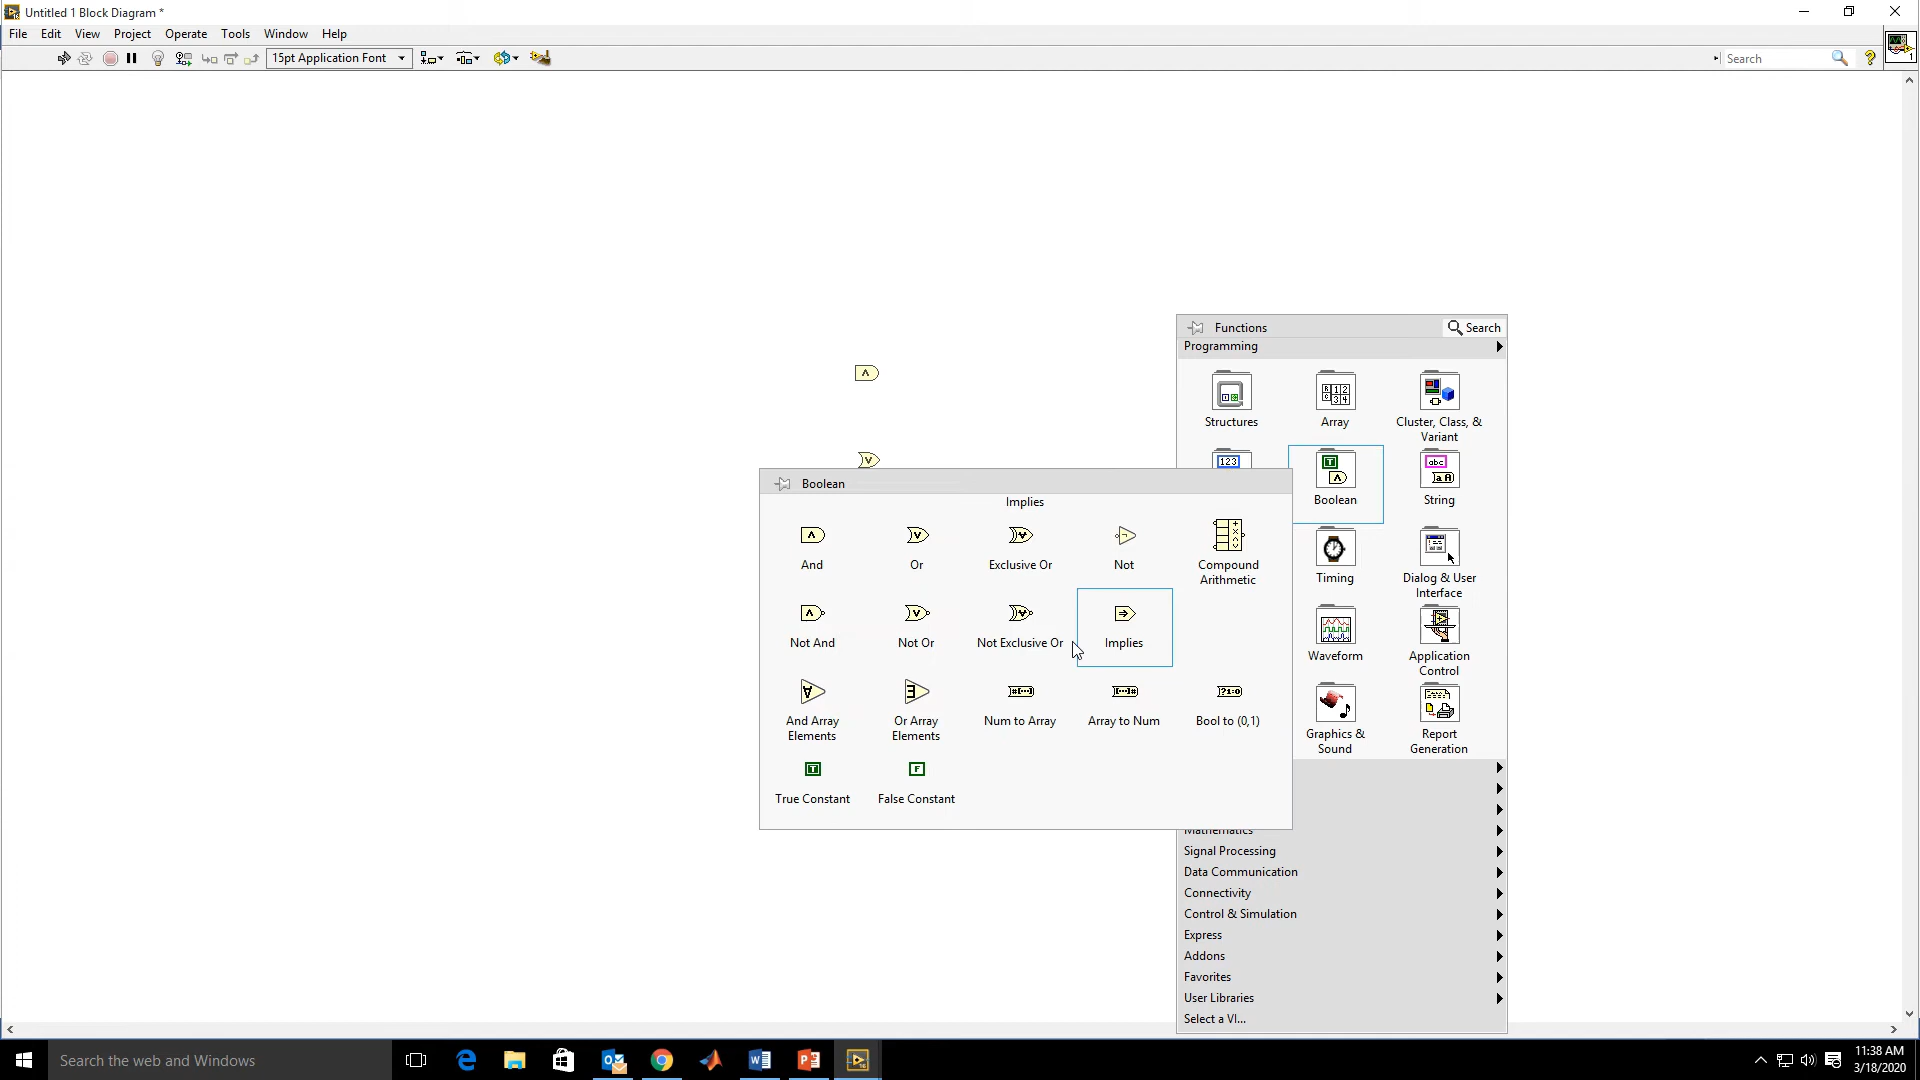 Untitled 1 Block Diagram *
File Edit View Project Operate Tools Window Help
15pt Application Font
Search
1
Functions Search
Programming
Structures Array Cluster, Class, &
Variant
123
Boolean String
Timing Dialog & User
Interface
Waveform Application
Control
Graphics &
Sound
Report
Generation
Boolean
Implies
And Or Exclusive Or Not Compound
Arithmetic
Not And Not Or Not Exclusive Or Implies
And Array
Elements
Or Array
Elements
Num to Array Array to Num Bool to (0,1)
True Constant False Constant
Mathematics
Signal Processing
Data Communication
Connectivity
Control & Simulation
Express
Addons
Favorites
User Libraries
Select a VI...
Search the web and Windows
11:38 AM
3/18/2020